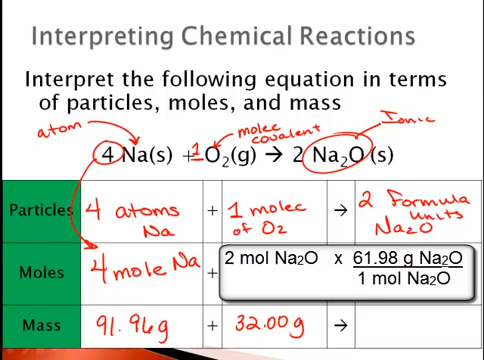 Interpreting Chemical Reactions
Interpret the following equation in terms
of particles, moles, and mass
atom
molec
covalent
Ionic
4 Na(s) + 1 O₂(g) → 2 Na₂O (s)
Particles
4 atoms
Na
+
1 molec
of O₂
→
2 Formula
units
Na₂O
Moles
4 mole Na
+
2 mol Na₂O x 61.98 g Na₂O
1 mol Na₂O
Mass
91.96g
+
32.00g
→